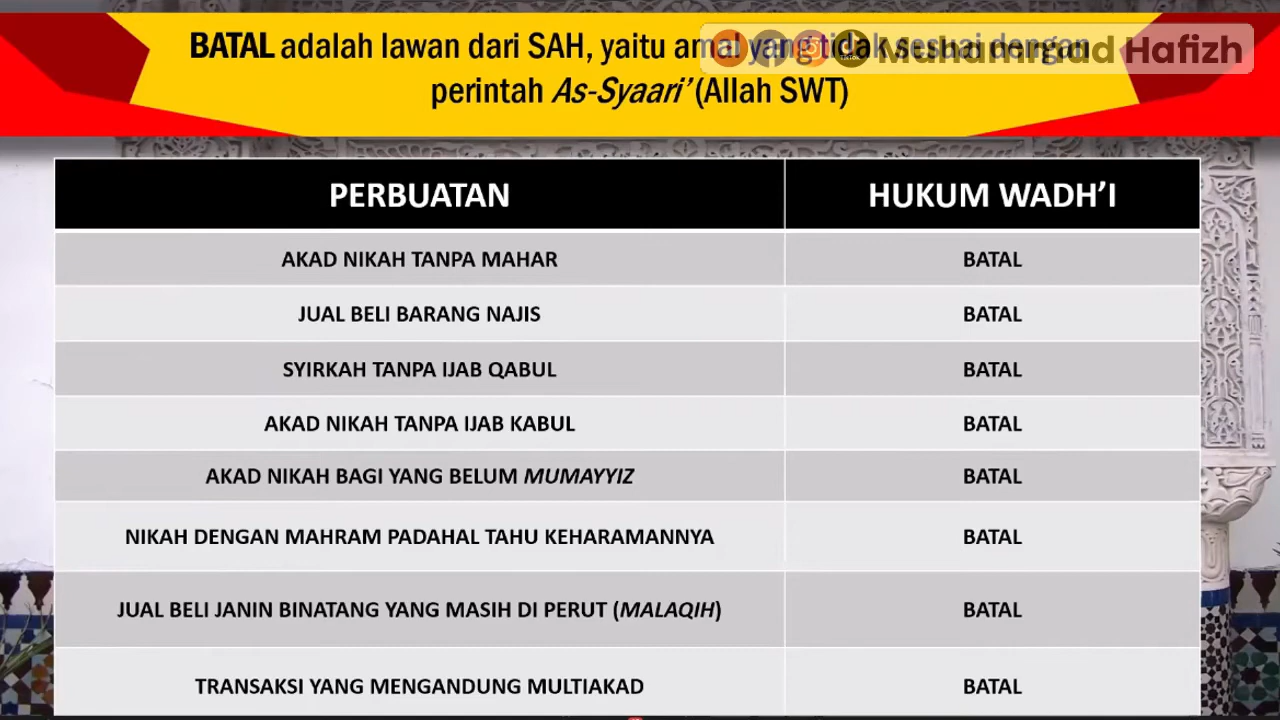 BATAL adalah lawan dari SAH, yaitu amal yang tidak sesuai dengan
perintah As-Syaari’ (Allah SWT)
Muhammad Hafizh
PERBUATAN HUKUM WADH’I
AKAD NIKAH TANPA MAHAR BATAL
JUAL BELI BARANG NAJIS BATAL
SYIRKAH TANPA IJAB QABUL BATAL
AKAD NIKAH TANPA IJAB KABUL BATAL
AKAD NIKAH BAGI YANG BELUM MUMAYYIZ BATAL
NIKAH DENGAN MAHRAM PADAHAL TAHU KEHARAMANNYA BATAL
JUAL BELI JANIN BINATANG YANG MASIH DI PERUT (MALAQIH) BATAL
TRANSAKSI YANG MENGANDUNG MULTIAKAD BATAL